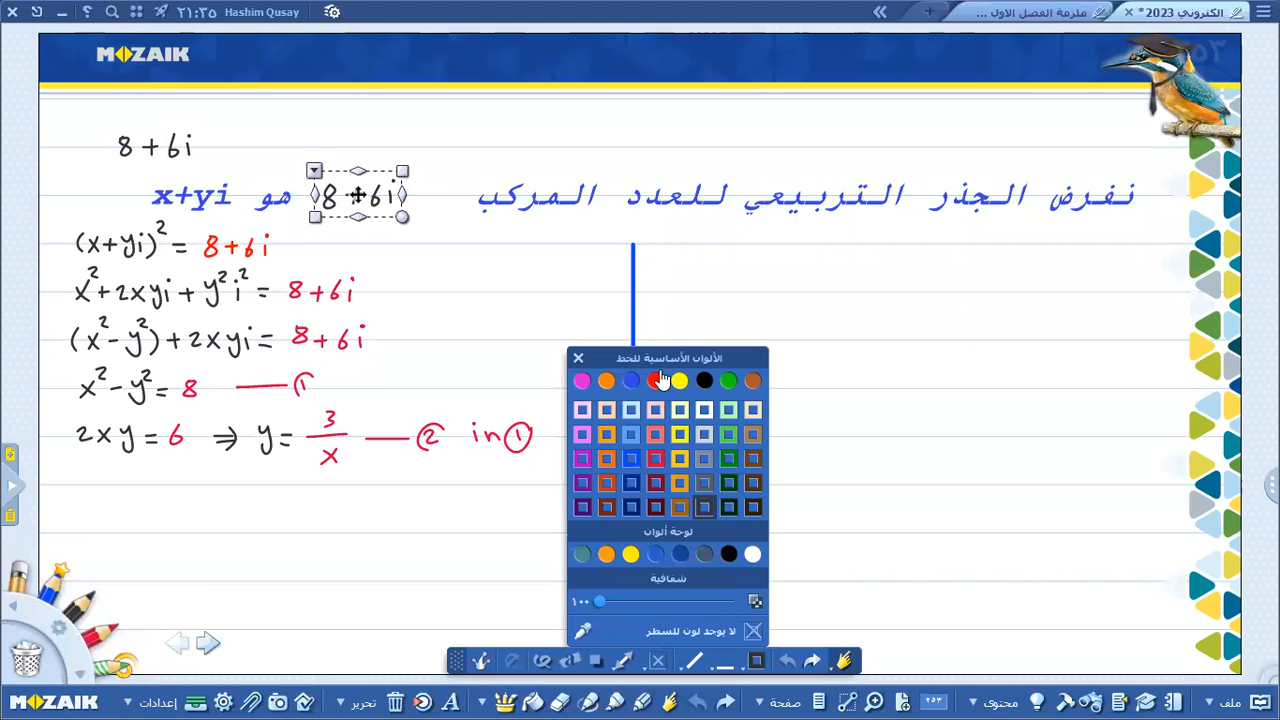 ٢١:٣٥ Hashim Qusay
ملزمة الفصل الاول ...
الكتروني 2023*
MOZAIK
٢٥٣
8 + 6i
نفرض الجذر التربيعي للعدد المركب 8 + 6i هو x+yi
(x+yi)² = 8+6i
x²+2xyi+y²i² = 8+6i
(x²-y²)+2xyi = 8+6i
x²-y² = 8 — ①
2xy = 6 ⇒ y = 3/x — ② in ①
الألوان الأساسية للخط
لوحة ألوان
شفافية
١٠٠
لا يوجد لون للسطر
MOZAIK
إعدادات
تحرير
صفحة
٢٥٣
محتوى
ملف